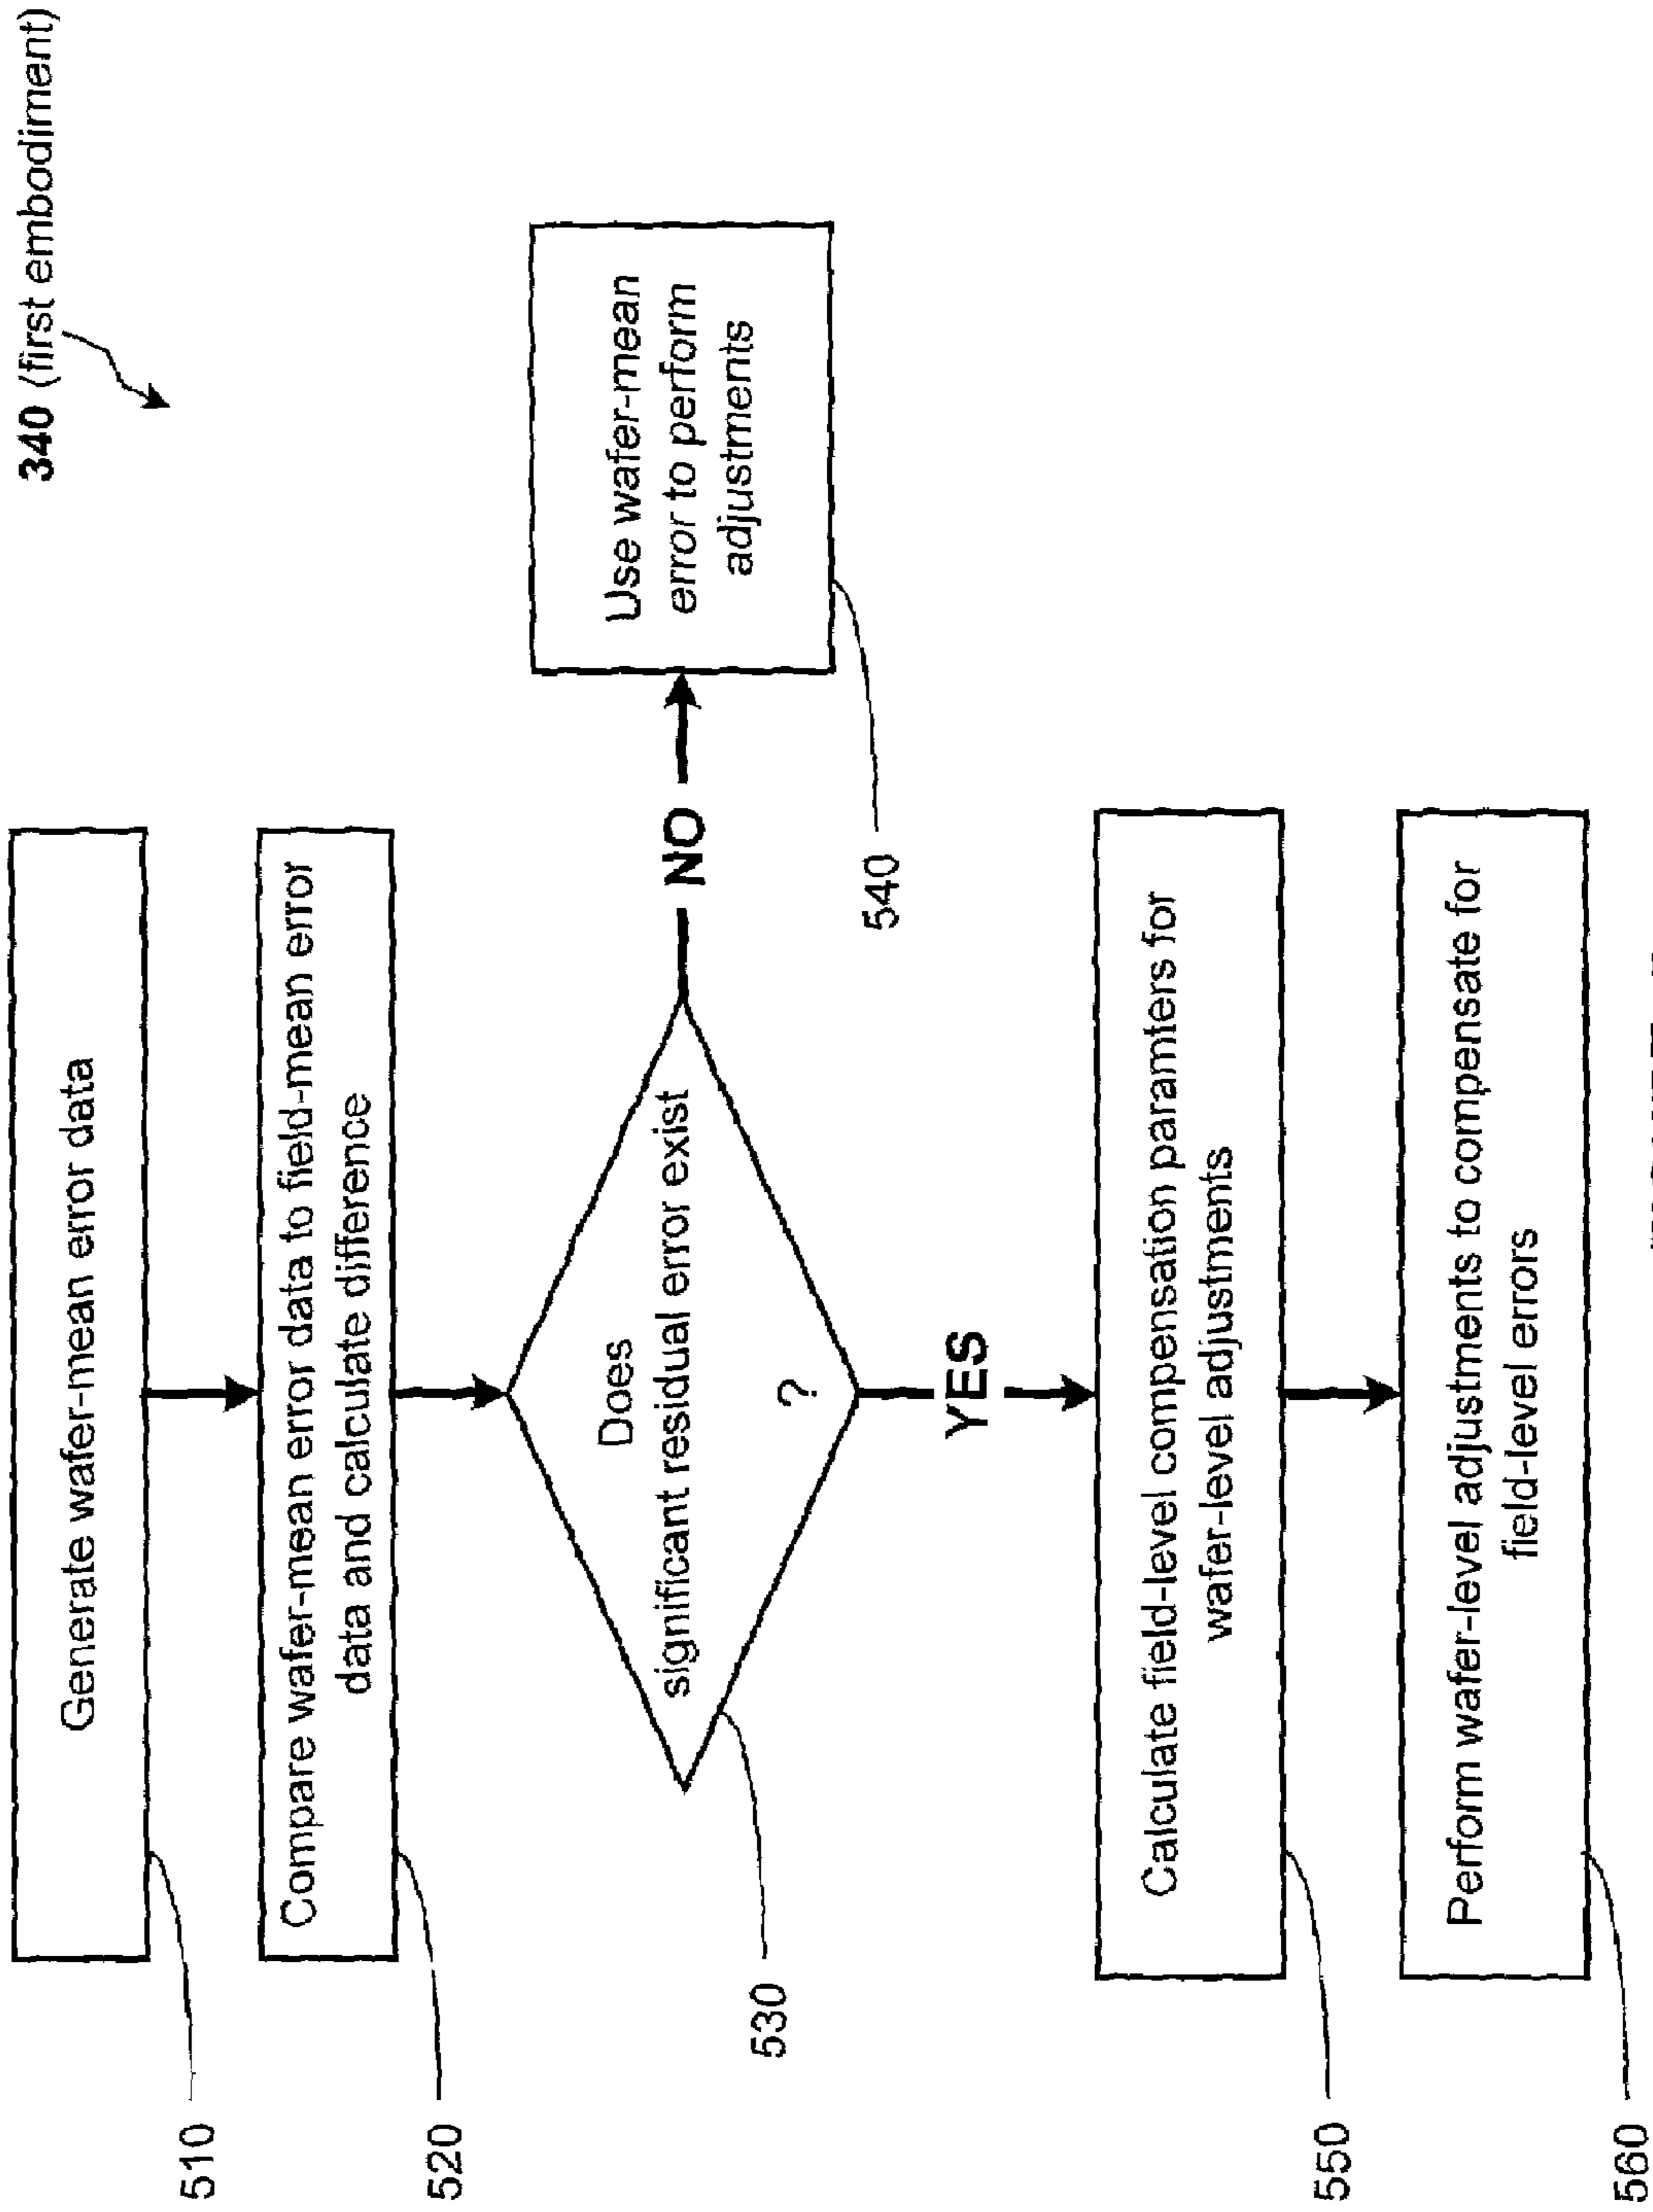 340 (first embodiment)
Generate wafer-mean error data
510
Compare wafer-mean error data to field-mean error
data and calculate difference
520
Does
significant residual error exist
?
530
NO
Use wafer-mean
error to perform
adjustments
540
YES
Calculate field-level compensation paramters for
wafer-level adjustments
550
Perform wafer-level adjustments to compensate for
field-level errors
560